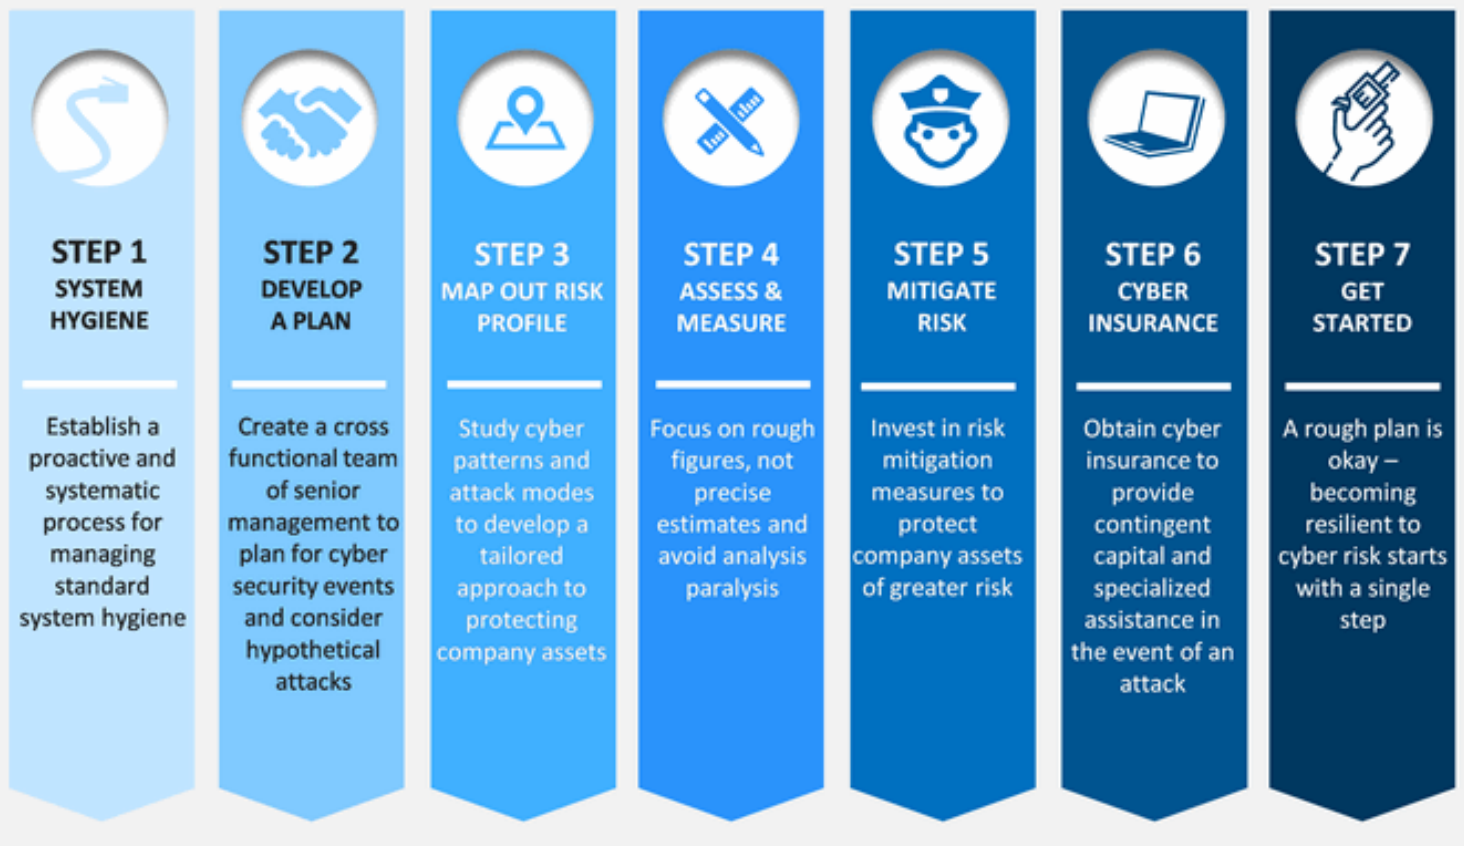 STEP 1
SYSTEM
HYGIENE
Establish a
proactive and
systematic
process for
managing
standard
system hygiene
STEP 2
DEVELOP
A PLAN
Create a cross
functional team
of senior
management to
plan for cyber
security events
and consider
hypothetical
attacks
STEP 3
MAP OUT RISK
PROFILE
Study cyber
patterns and
attack modes
to develop a
tailored
approach to
protecting
company assets
STEP 4
ASSESS &
MEASURE
Focus on rough
figures, not
precise
estimates and
avoid analysis
paralysis
STEP 5
MITIGATE
RISK
Invest in risk
mitigation
measures to
protect
company assets
of greater risk
STEP 6
CYBER
INSURANCE
Obtain cyber
insurance to
provide
contingent
capital and
specialized
assistance in
the event of an
attack
STEP 7
GET
STARTED
A rough plan is
okay –
becoming
resilient to
cyber risk starts
with a single
step